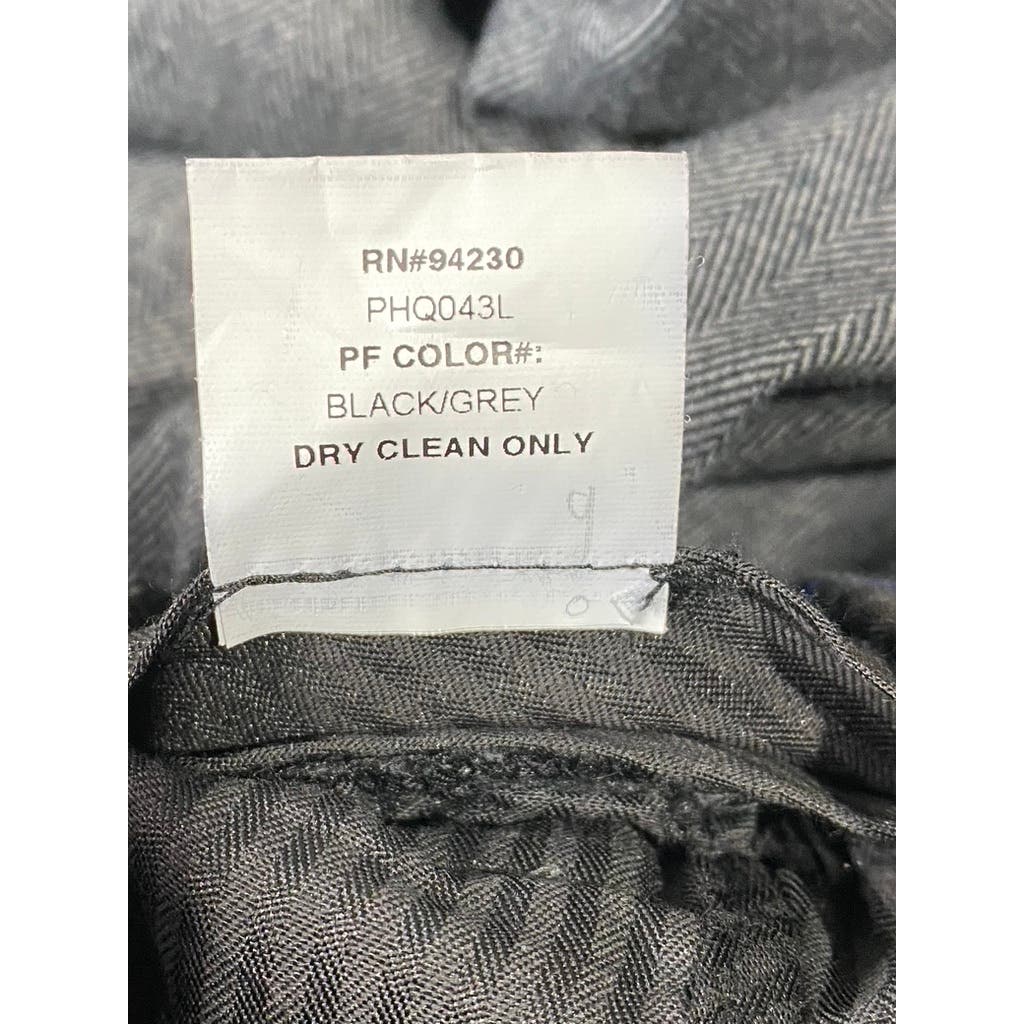 RN#94230
PHQ043L
PF COLOR#:
BLACK/GREY
DRY CLEAN ONLY